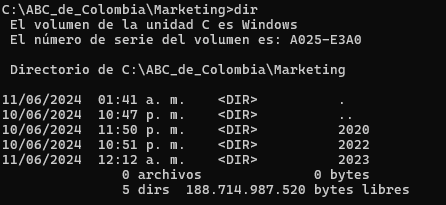 C:\ABC_de_Colombia\Marketing>dir
El volumen de la unidad C es Windows
El número de serie del volumen es: A025-E3A0
Directorio de C:\ABC_de_Colombia\Marketing
11/06/2024  01:41 a. m.    <DIR>          .
10/06/2024  10:47 p. m.    <DIR>          ..
10/06/2024  11:50 p. m.    <DIR>          2020
10/06/2024  10:51 p. m.    <DIR>          2022
11/06/2024  12:12 a. m.    <DIR>          2023
0 archivos              0 bytes
5 dirs  188.714.987.520 bytes libres